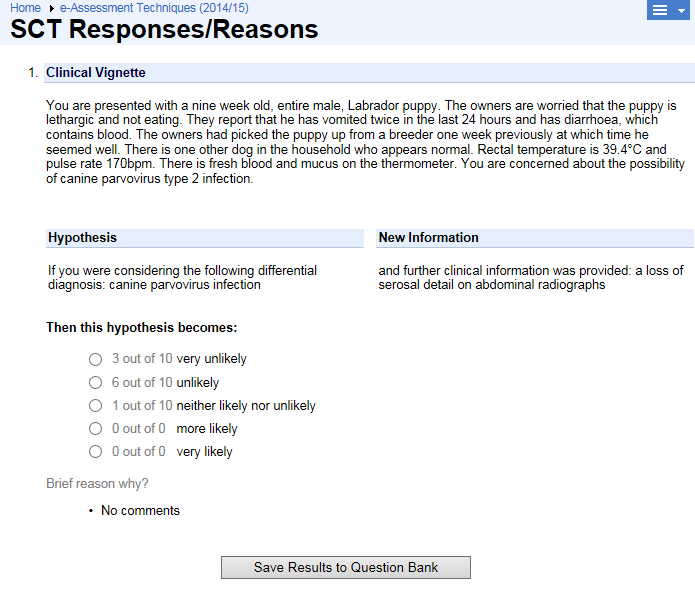 Home ▸ e-Assessment Techniques (2014/15)
SCT Responses/Reasons
1. Clinical Vignette
You are presented with a nine week old, entire male, Labrador puppy. The owners are worried that the puppy is
lethargic and not eating. They report that he has vomited twice in the last 24 hours and has diarrhoea, which
contains blood. The owners had picked the puppy up from a breeder one week previously at which time he
seemed well. There is one other dog in the household who appears normal. Rectal temperature is 39.4°C and
pulse rate 170bpm. There is fresh blood and mucus on the thermometer. You are concerned about the possibility
of canine parvovirus type 2 infection.
Hypothesis
If you were considering the following differential
diagnosis: canine parvovirus infection
New Information
and further clinical information was provided: a loss of
serosal detail on abdominal radiographs
Then this hypothesis becomes:
3 out of 10 very unlikely
6 out of 10 unlikely
1 out of 10 neither likely nor unlikely
0 out of 0 more likely
0 out of 0 very likely
Brief reason why?
• No comments
Save Results to Question Bank